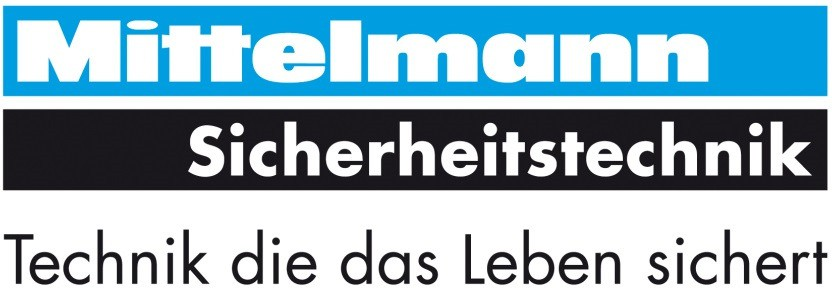 Mittelmann
Sicherheitstechnik
Technik die das Leben sichert